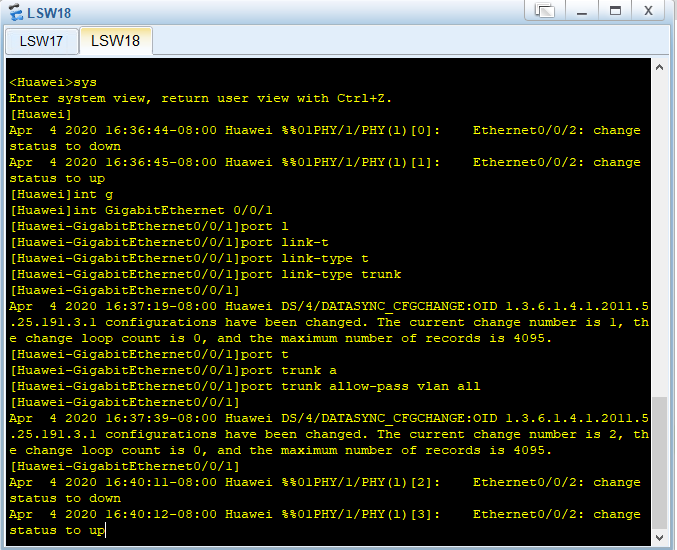 LSW18
LSW17
LSW18
<Huawei>sys
Enter system view, return user view with Ctrl+Z.
[Huawei]
Apr  4 2020 16:36:44-08:00 Huawei %%01PHY/1/PHY(l)[0]:    Ethernet0/0/2: change
status to down
Apr  4 2020 16:36:45-08:00 Huawei %%01PHY/1/PHY(l)[1]:    Ethernet0/0/2: change
status to up
[Huawei]int g
[Huawei]int GigabitEthernet 0/0/1
[Huawei-GigabitEthernet0/0/1]port l
[Huawei-GigabitEthernet0/0/1]port link-t
[Huawei-GigabitEthernet0/0/1]port link-type t
[Huawei-GigabitEthernet0/0/1]port link-type trunk
[Huawei-GigabitEthernet0/0/1]
Apr  4 2020 16:37:19-08:00 Huawei DS/4/DATASYNC_CFGCHANGE:OID 1.3.6.1.4.1.2011.5
.25.191.3.1 configurations have been changed. The current change number is 1, th
e change loop count is 0, and the maximum number of records is 4095.
[Huawei-GigabitEthernet0/0/1]port t
[Huawei-GigabitEthernet0/0/1]port trunk a
[Huawei-GigabitEthernet0/0/1]port trunk allow-pass vlan all
[Huawei-GigabitEthernet0/0/1]
Apr  4 2020 16:37:39-08:00 Huawei DS/4/DATASYNC_CFGCHANGE:OID 1.3.6.1.4.1.2011.5
.25.191.3.1 configurations have been changed. The current change number is 2, th
e change loop count is 0, and the maximum number of records is 4095.
[Huawei-GigabitEthernet0/0/1]
Apr  4 2020 16:40:11-08:00 Huawei %%01PHY/1/PHY(l)[2]:    Ethernet0/0/2: change
status to down
Apr  4 2020 16:40:12-08:00 Huawei %%01PHY/1/PHY(l)[3]:    Ethernet0/0/2: change
status to up